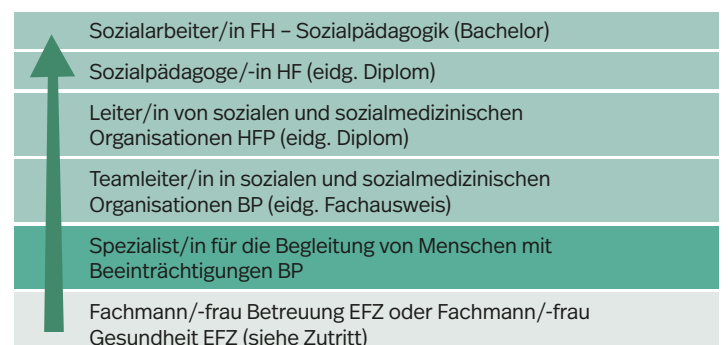 Sozialarbeiter/in FH – Sozialpädagogik (Bachelor)
Sozialpädagoge/-in HF (eidg. Diplom)
Leiter/in von sozialen und sozialmedizinischen
Organisationen HFP (eidg. Diplom)
Teamleiter/in in sozialen und sozialmedizinischen
Organisationen BP (eidg. Fachausweis)
Spezialist/in für die Begleitung von Menschen mit
Beeinträchtigungen BP
Fachmann/-frau Betreuung EFZ oder Fachmann/-frau
Gesundheit EFZ (siehe Zutritt)